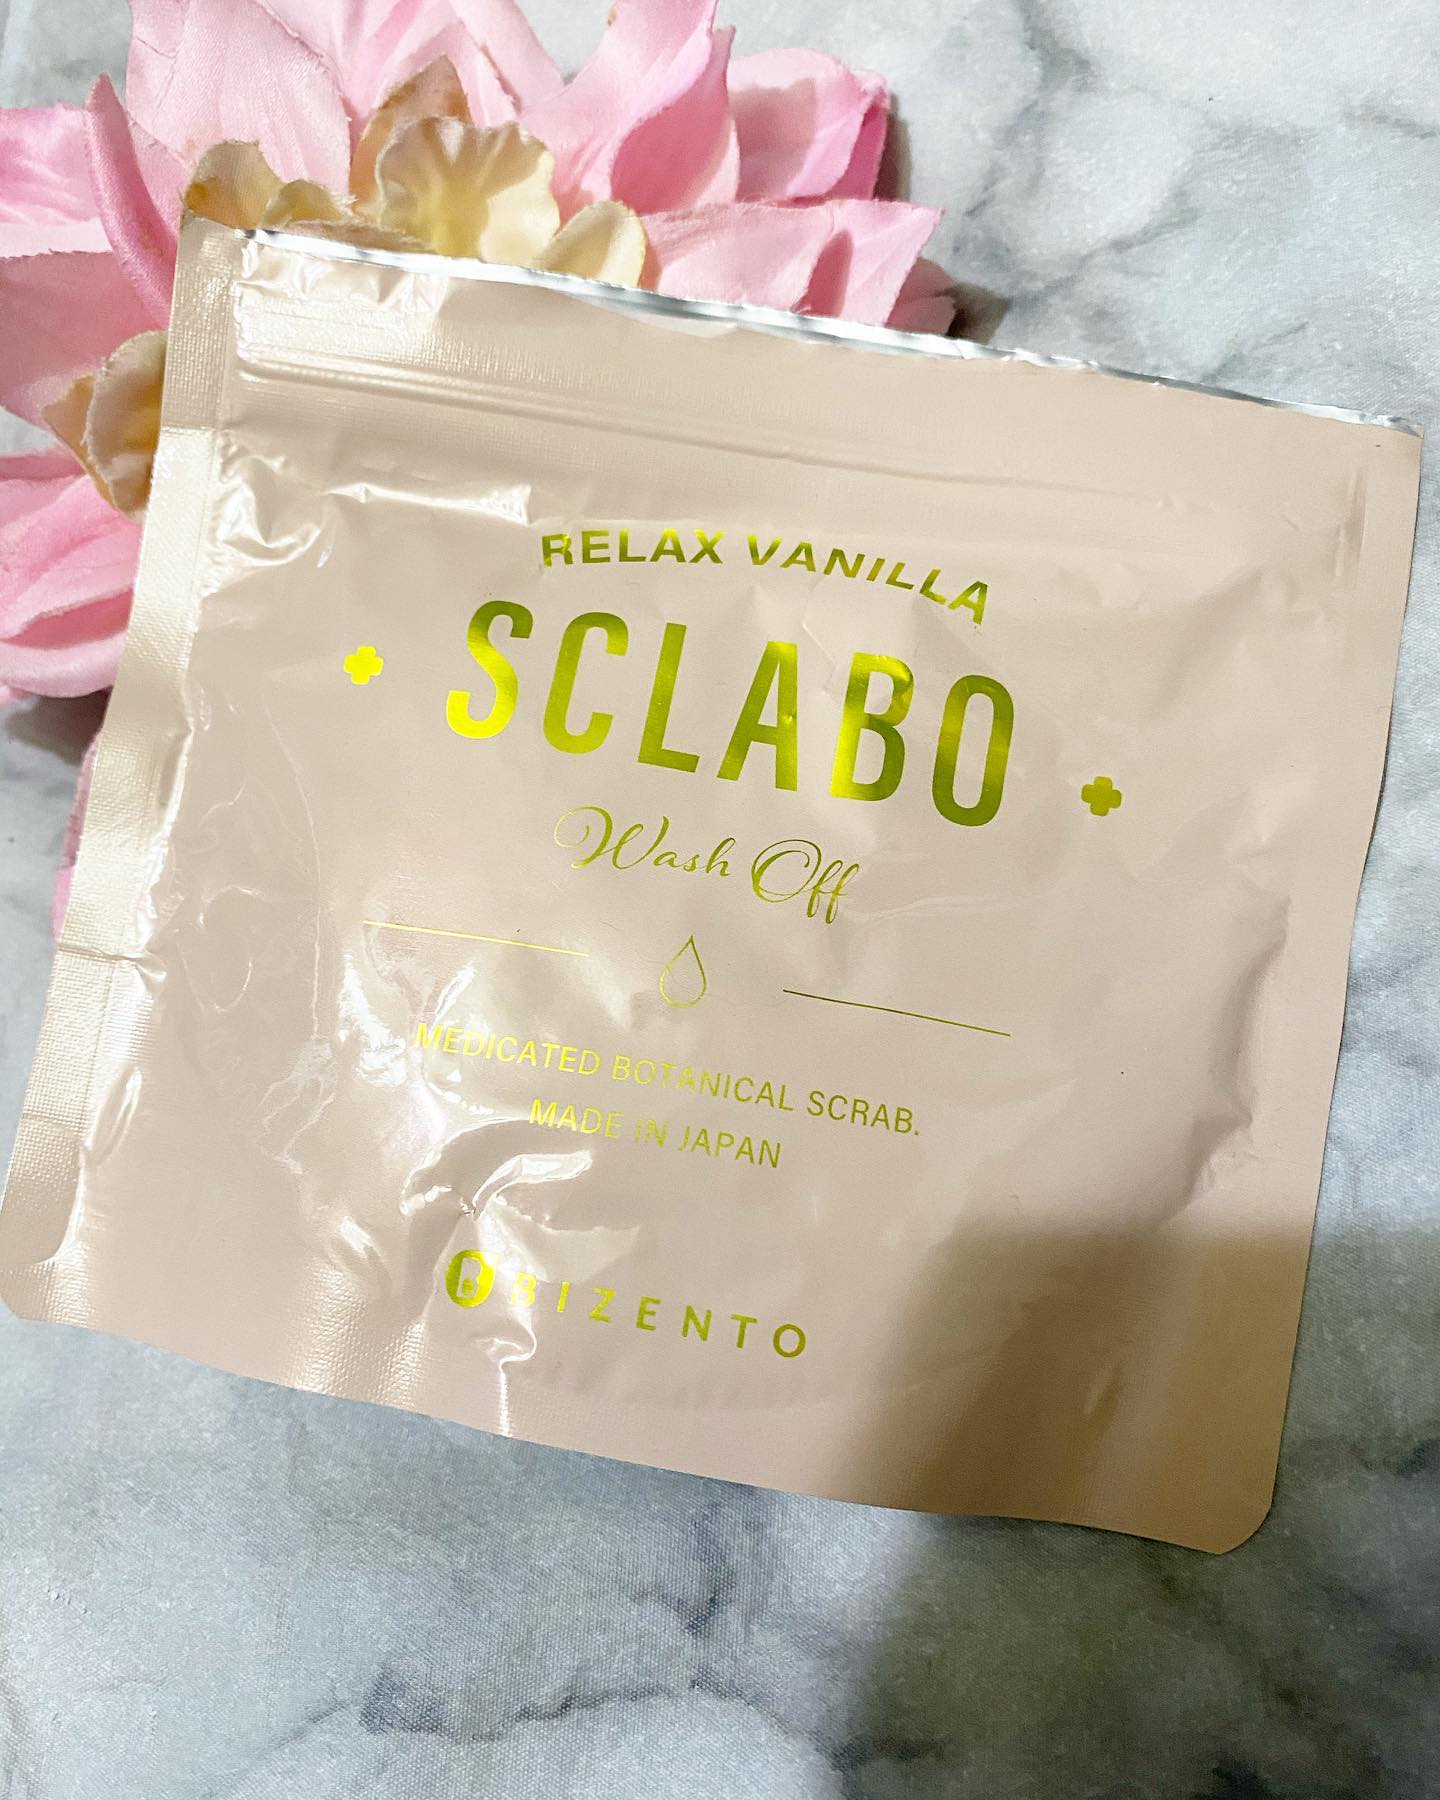 RELAX VANILLA
SCLABO
Wash Off
MEDICATED BOTANICAL SCRAB.
MADE IN JAPAN
BIZENTO